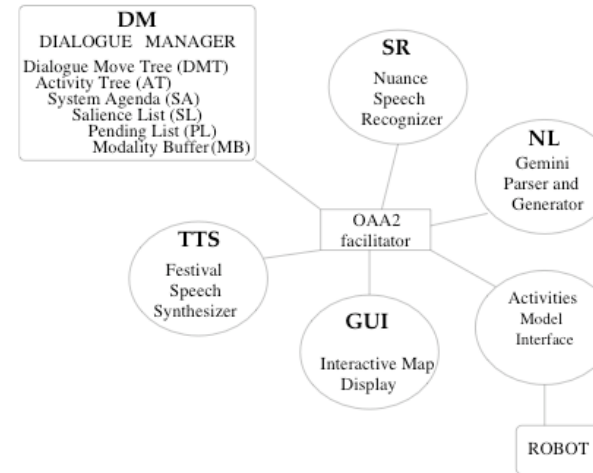 DM
DIALOGUE MANAGER
Dialogue Move Tree (DMT)
Activity Tree (AT)
System Agenda (SA)
Salience List (SL)
Pending List (PL)
Modality Buffer (MB)
SR
Nuance
Speech
Recognizer
NL
Gemini
Parser and
Generator
OAA2
facilitator
TTS
Festival
Speech
Synthesizer
GUI
Interactive Map
Display
Activities
Model
Interface
ROBOT